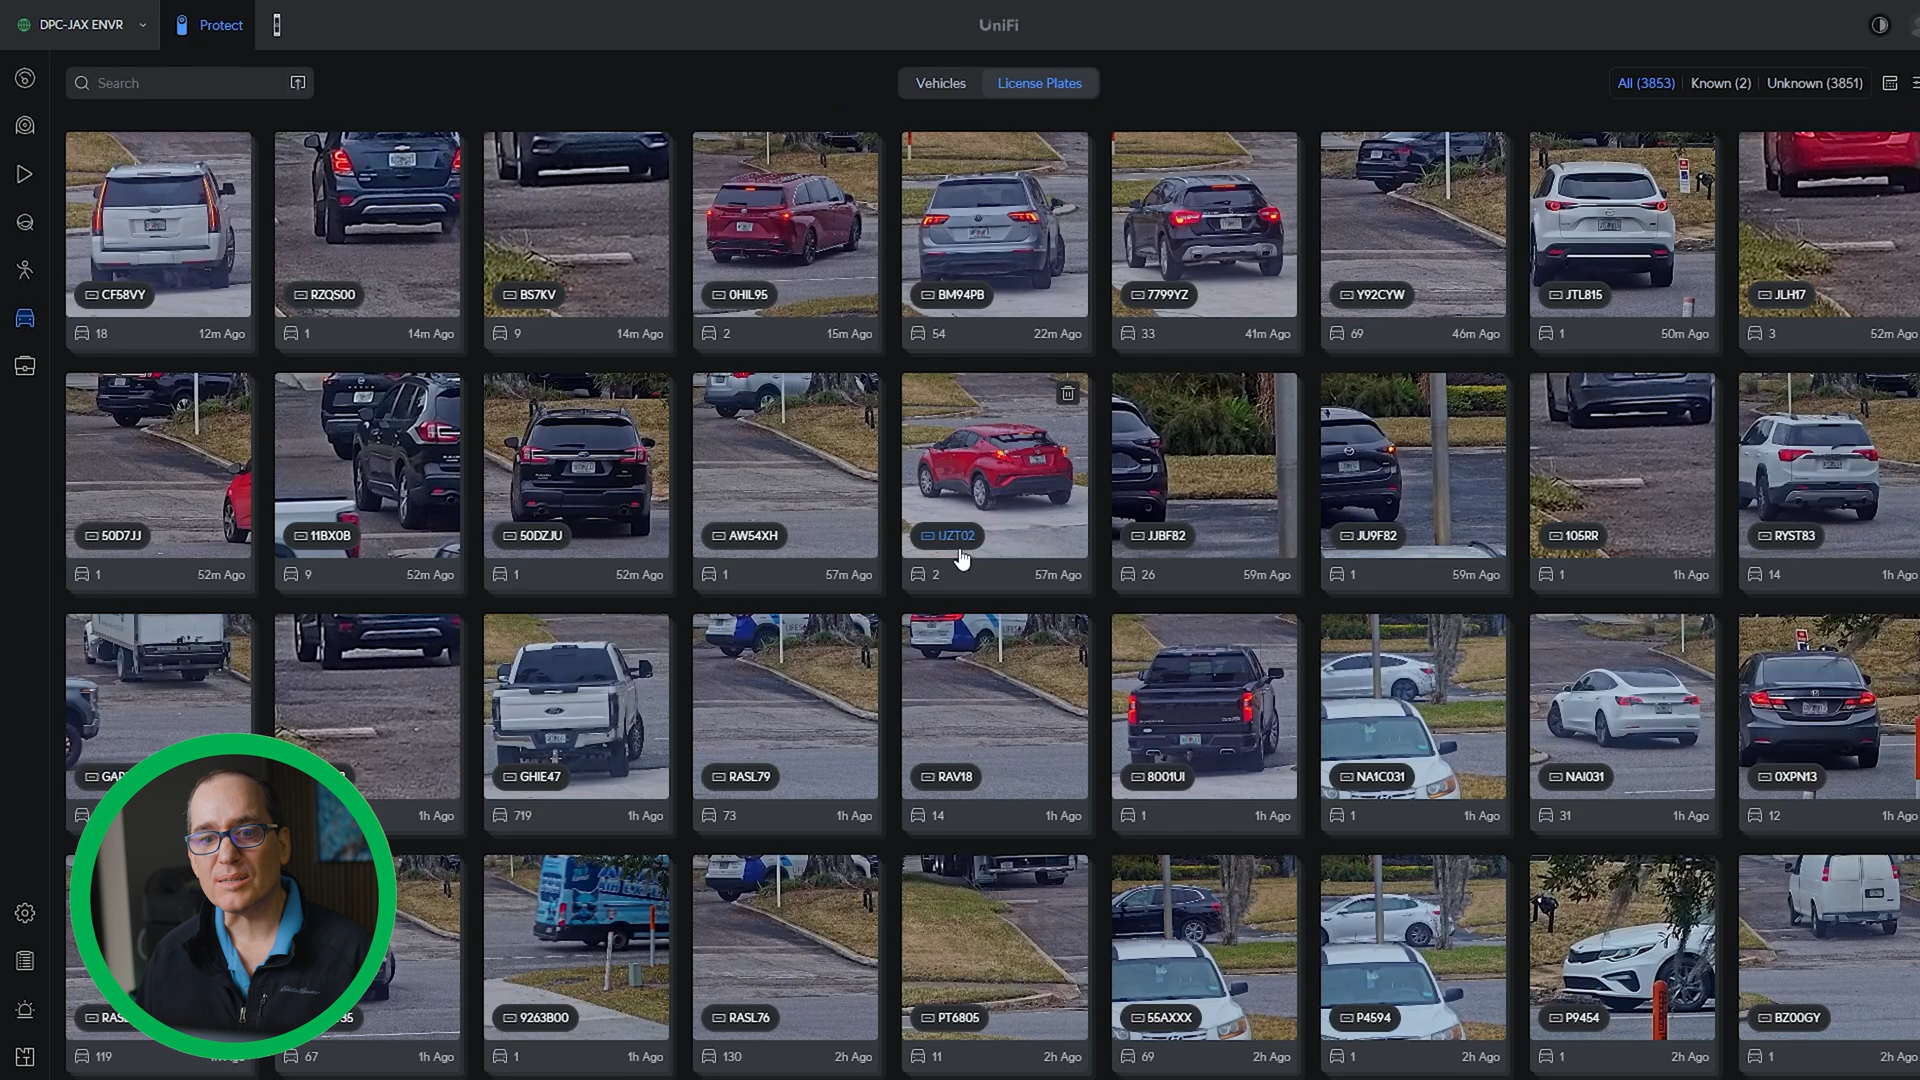 DPC-JAX ENVR
Protect
UniFi
Search
Vehicles
License Plates
All (3853)
Known (2)
Unknown (3851)
CF58VY
RZQS00
BS7KV
0HIL95
BM94PB
7799YZ
Y92CYW
JTL815
JLH17
18 12m Ago
1 14m Ago
9 14m Ago
2 15m Ago
54 22m Ago
33 41m Ago
69 46m Ago
1 50m Ago
3 52m Ago
50D7JJ
11BX0B
50DZJU
AW54XH
IJZT02
JJBF82
JU9F82
105RR
RYST83
1 52m Ago
9 52m Ago
1 52m Ago
1 57m Ago
2 57m Ago
26 59m Ago
1 59m Ago
1 1h Ago
14 1h Ago
GHIE47
RASL79
RAV18
8001UI
NA1C031
NAI031
0XPN13
1h Ago
719 1h Ago
73 1h Ago
14 1h Ago
1 1h Ago
1 1h Ago
31 1h Ago
12 1h Ago
9263B00
RASL76
PT6805
55AXXX
P4594
P9454
BZ00GY
119
67 1h Ago
1 1h Ago
130 2h Ago
11 2h Ago
69 2h Ago
1 2h Ago
1 2h Ago
1 2h Ago